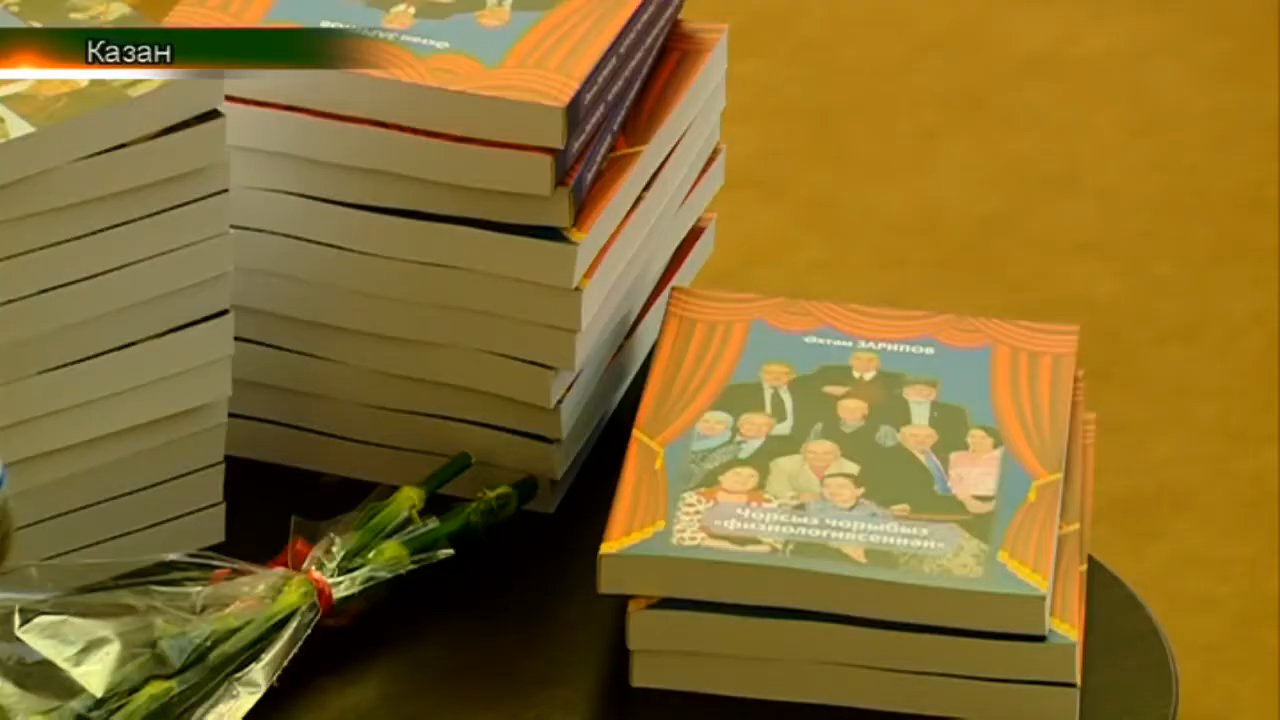 Казан
Әхтәм ЗАРИПОВ
Чорсыз чорыбыз
«физиологиясеннән»